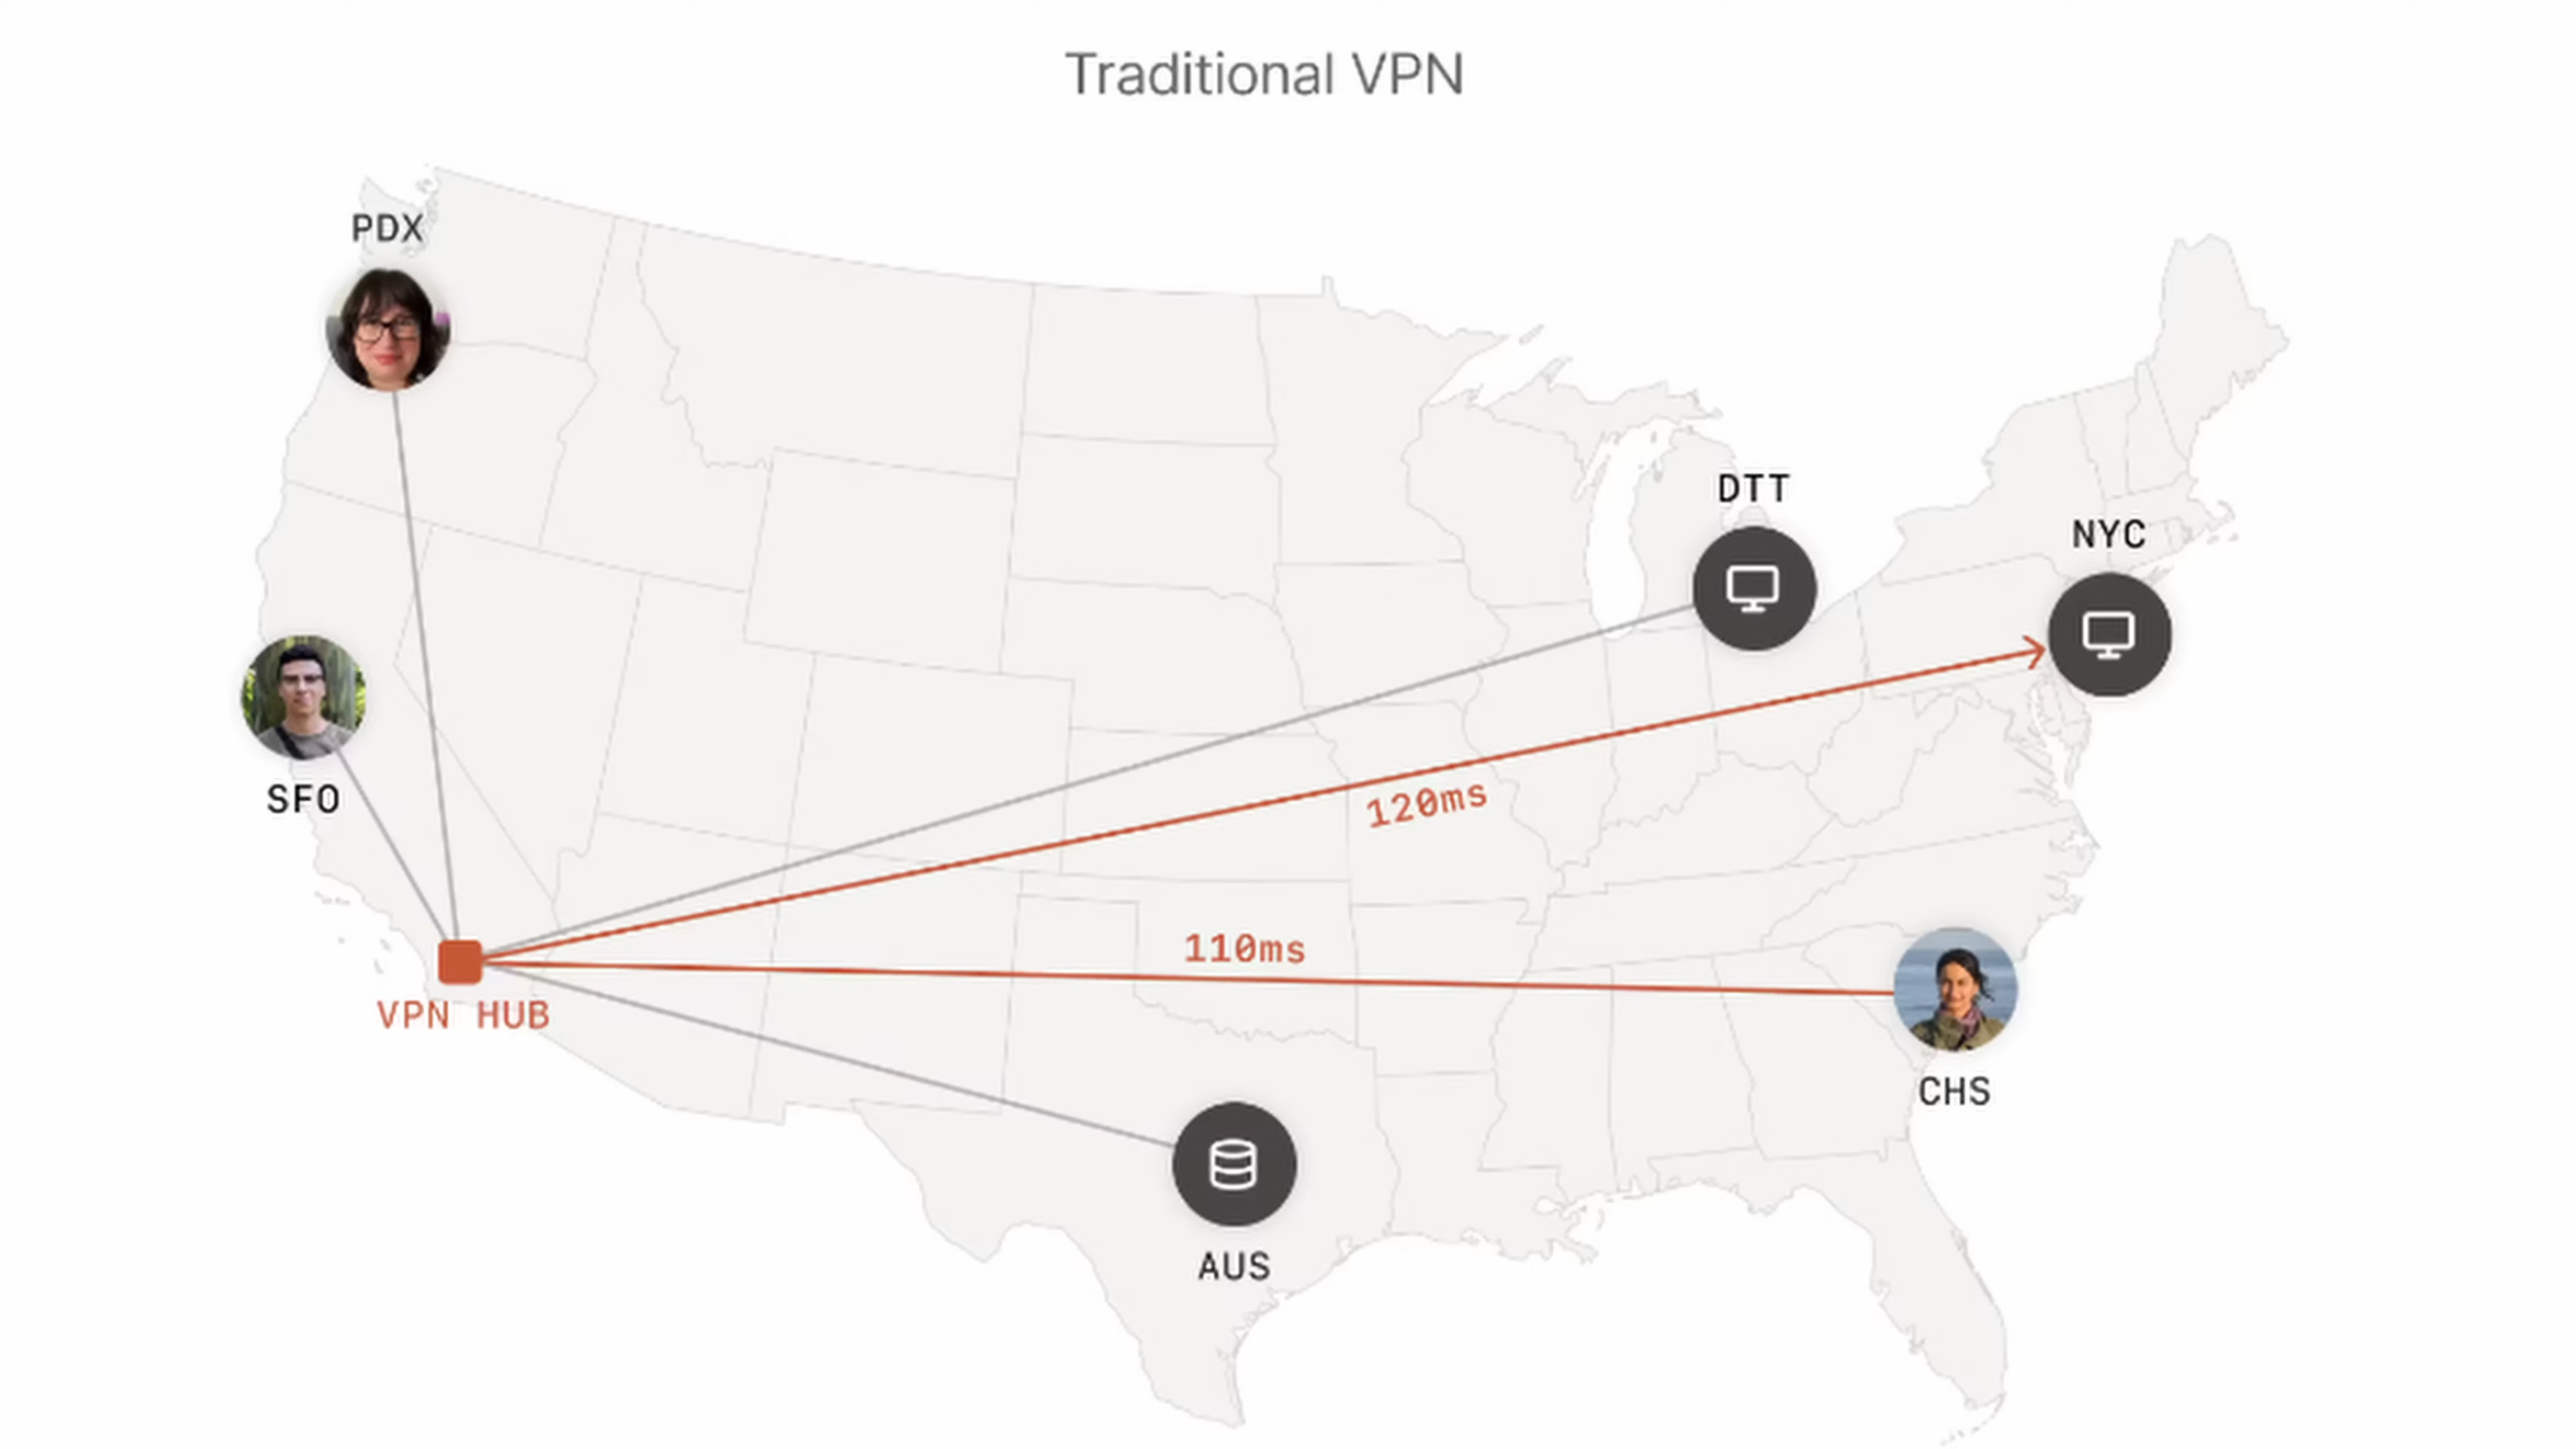 Traditional VPN
PDX
DTT
NYC
SFO
120ms
110ms
VPN HUB
CHS
AUS